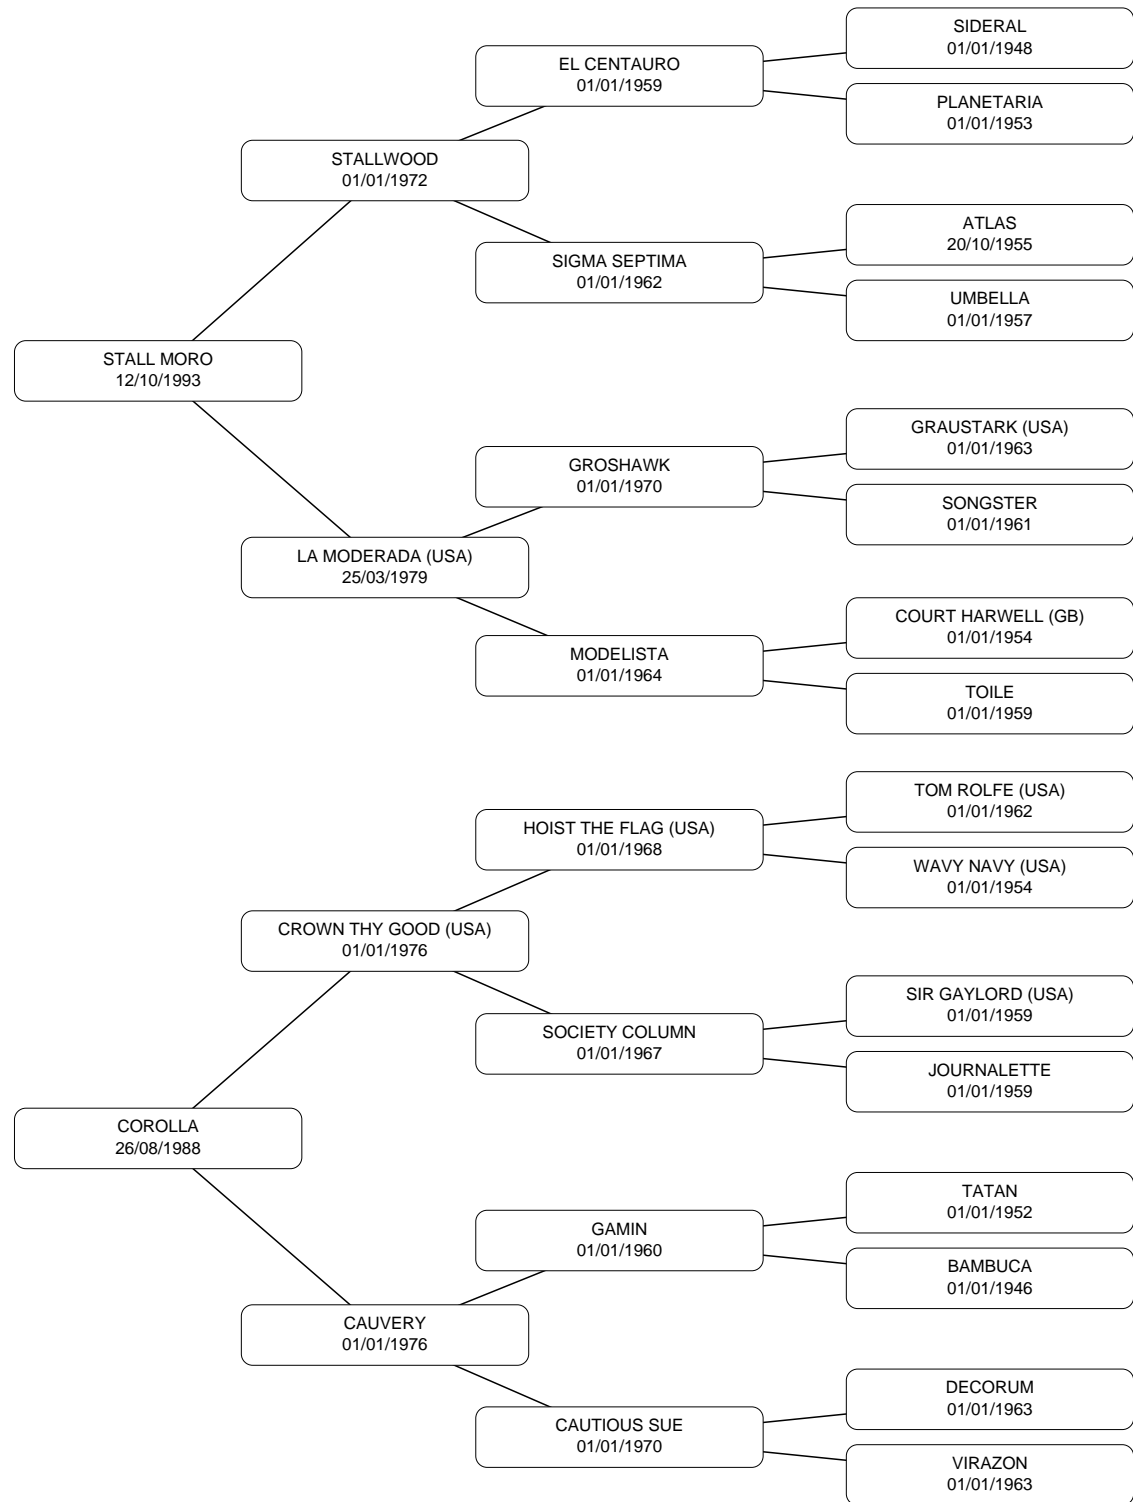 SIDERAL
01/01/1948
EL CENTAURO
01/01/1959
PLANETARIA
01/01/1953
STALLWOOD
01/01/1972
ATLAS
20/10/1955
SIGMA SEPTIMA
01/01/1962
UMBELLA
01/01/1957
STALL MORO
12/10/1993
GRAUSTARK (USA)
01/01/1963
GROSHAWK
01/01/1970
SONGSTER
01/01/1961
LA MODERADA (USA)
25/03/1979
COURT HARWELL (GB)
01/01/1954
MODELISTA
01/01/1964
TOILE
01/01/1959
TOM ROLFE (USA)
01/01/1962
HOIST THE FLAG (USA)
01/01/1968
WAVY NAVY (USA)
01/01/1954
CROWN THY GOOD (USA)
01/01/1976
SIR GAYLORD (USA)
01/01/1959
SOCIETY COLUMN
01/01/1967
JOURNALETTE
01/01/1959
COROLLA
26/08/1988
TATAN
01/01/1952
GAMIN
01/01/1960
BAMBUCA
01/01/1946
CAUVERY
01/01/1976
DECORUM
01/01/1963
CAUTIOUS SUE
01/01/1970
VIRAZON
01/01/1963